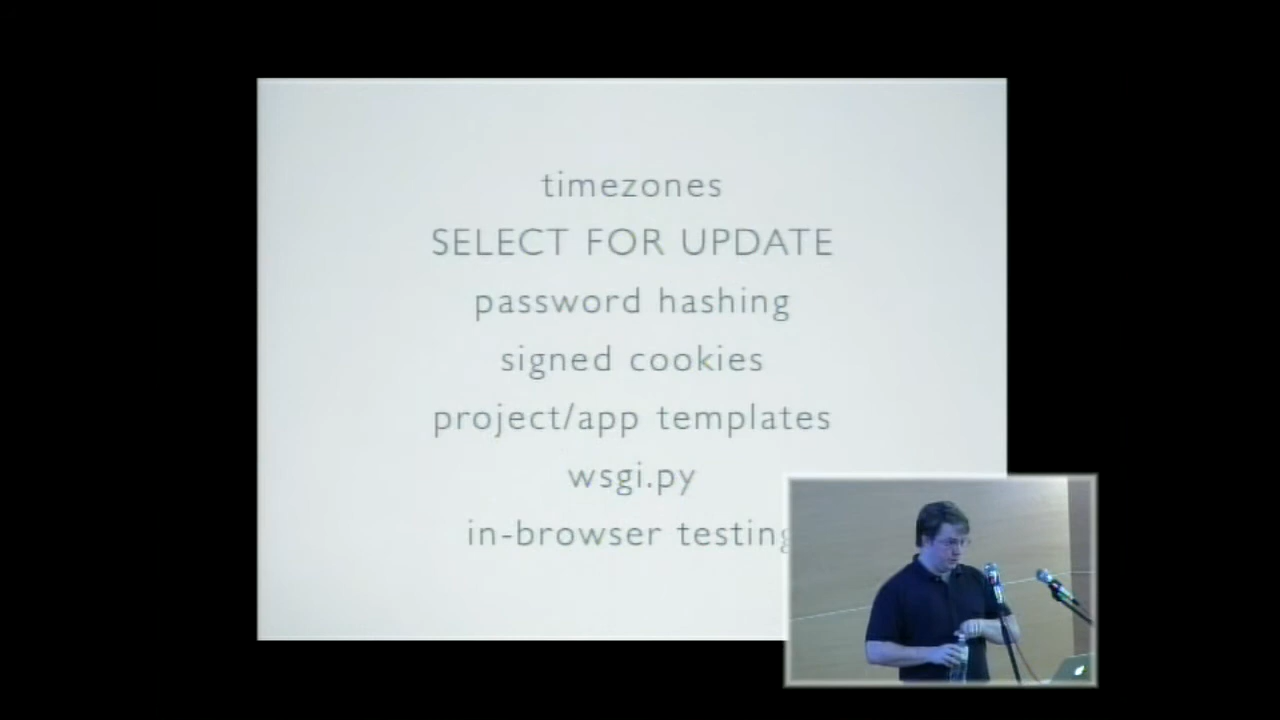 timezones
SELECT FOR UPDATE
password hashing
signed cookies
project/app templates
wsgi.py
in-browser testing